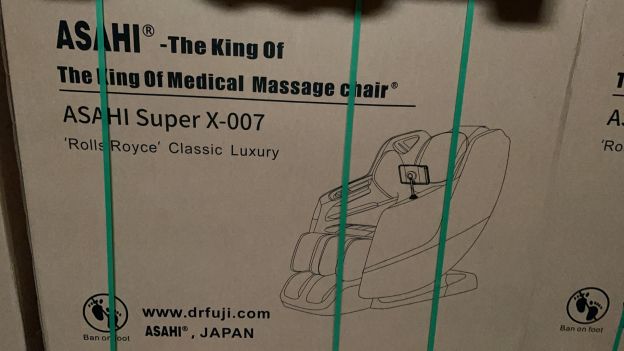 ASAHI® -The King Of
The King Of Medical Massage chair®
ASAHI Super X-007
'Rolls Royce' Classic Luxury
www.drfuji.com
ASAHI®, JAPAN
Ban on foot
'Ro
Ban on foot